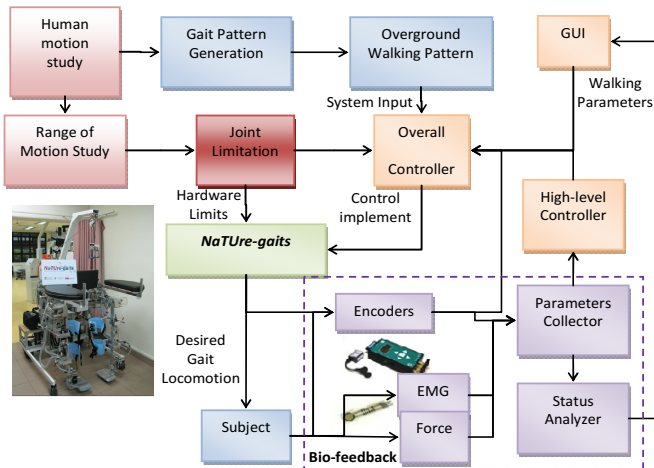 Human
motion
study
Gait Pattern
Generation
Overground
Walking Pattern
GUI
Walking
Parameters
System Input
Range of
Motion Study
Joint
Limitation
Overall
Controller
Hardware
Limits
Control
implement
High-level
Controller
NaTUre-gaits
NaTUre-gaits
Encoders
Parameters
Collector
Desired
Gait
Locomotion
EMG
Force
Status
Analyzer
Subject
Bio-feedback